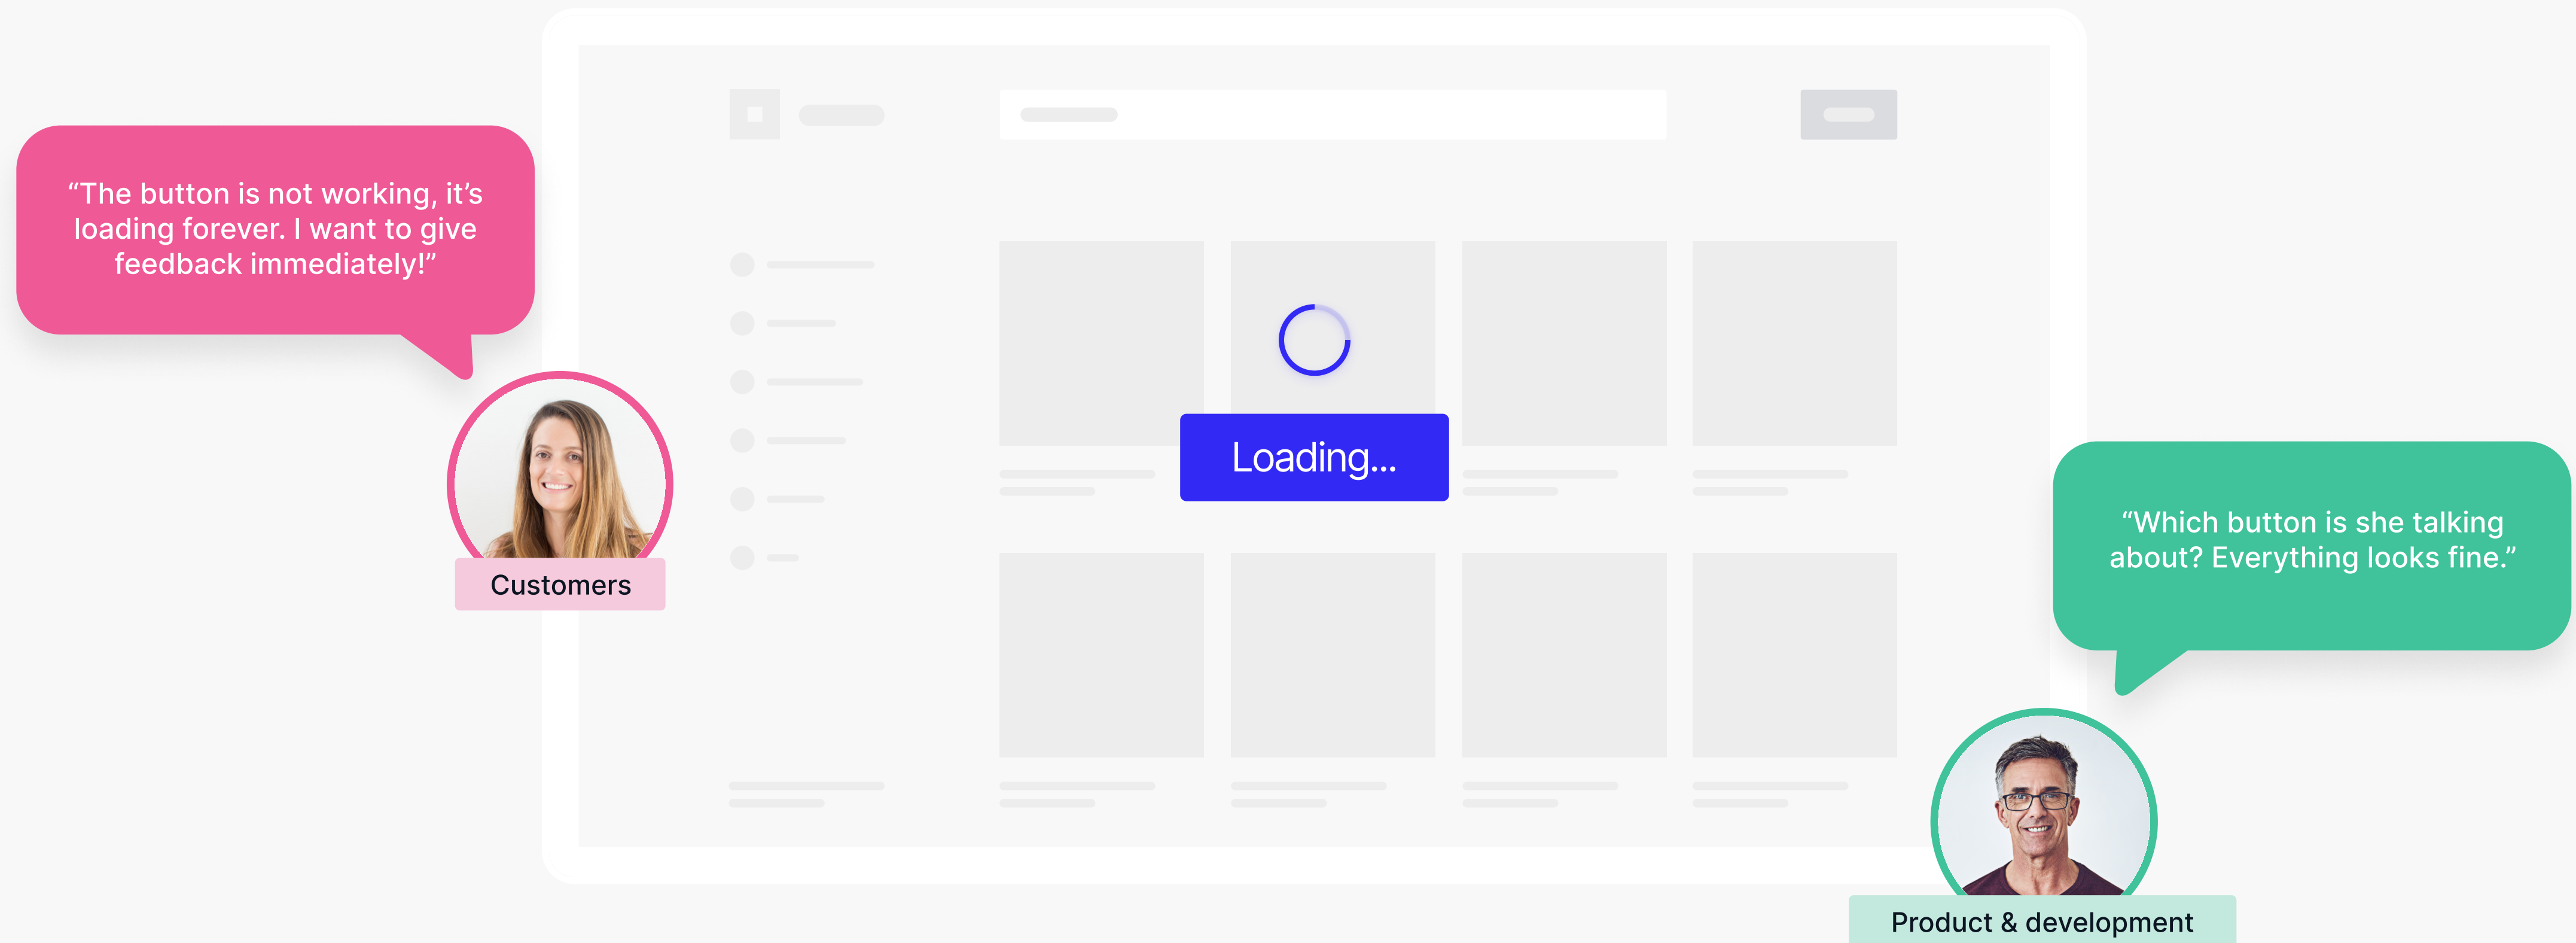 “The button is not working, it’s
loading forever. I want to give
feedback immediately!”
Customers
Loading...
“Which button is she talking
about? Everything looks fine.”
Product & development